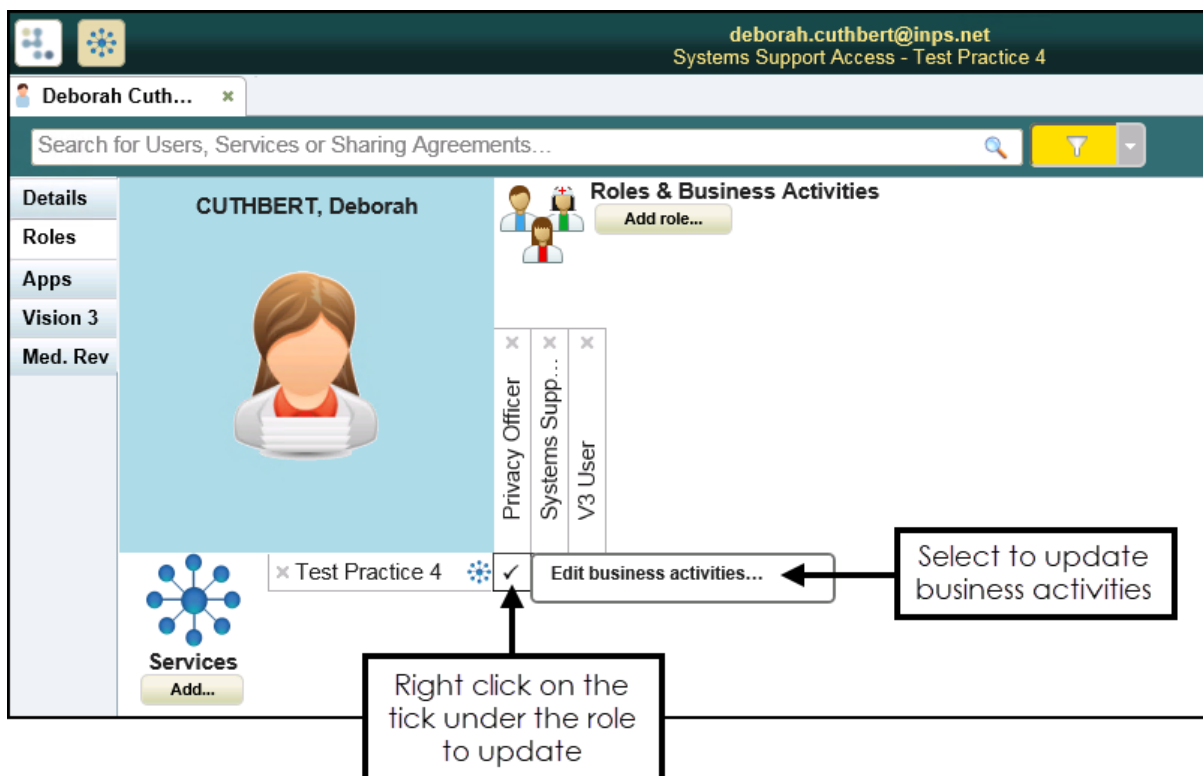 deborah.cuthbert@inps.net
Systems Support Access - Test Practice 4
Deborah Cuth...
Search for Users, Services or Sharing Agreements...
Details
Roles
Apps
Vision 3
Med. Rev
CUTHBERT, Deborah
Roles & Business Activities
Add role...
Privacy Officer
Systems Supp...
V3 User
Test Practice 4
Edit business activities...
Select to update
business activities
Services
Add...
Right click on the
tick under the role
to update